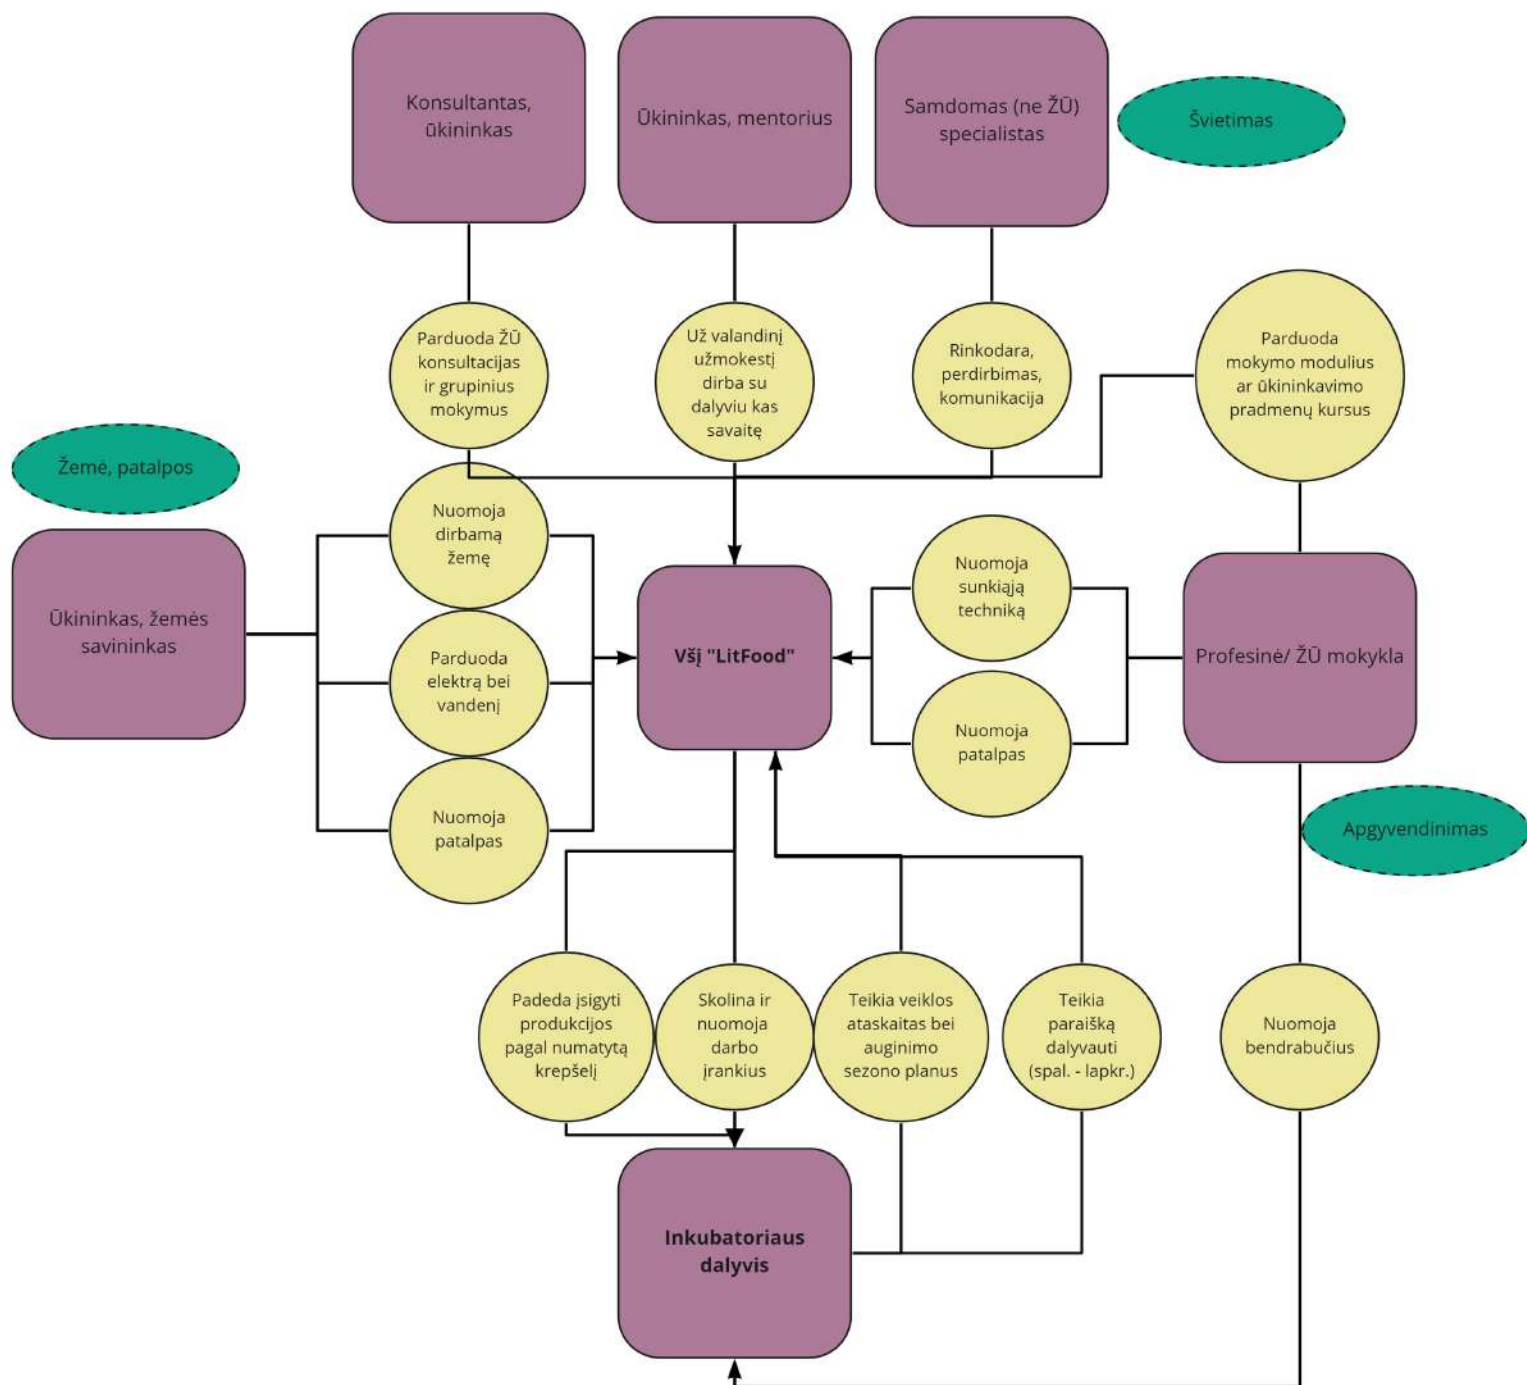 Konsultantas,
ūkininkas
Ūkininkas, mentorius
Samdomas (ne ŽŪ)
specialistas
Švietimas
Parduoda ŽŪ
konsultacijas
ir grupinius
mokymus
Už valandinį
užmokestį
dirba su
dalyviu kas
savaitę
Rinkodara,
perdirbimas,
komunikacija
Parduoda
mokymo modulius
ar ūkininkavimo
pradmenų kursus
Žemė, patalpos
Ūkininkas, žemės
savininkas
Nuomoja
dirbamą
žemę
Parduoda
elektrą bei
vandenį
Nuomoja
patalpas
Všį "LitFood"
Nuomoja
sunkiąją
techniką
Nuomoja
patalpas
Profesinė/ ŽŪ mokykla
Apgyvendinimas
Padeda įsigyti
produkcijos
pagal numatytą
krepšelį
Skolina ir
nuomoja
darbo
įrankius
Teikia veiklos
ataskaitas bei
auginimo
sezono planus
Teikia
paraišką
dalyvauti
(spal. - lapkr.)
Nuomoja
bendrabučius
Inkubatoriaus
dalyvis